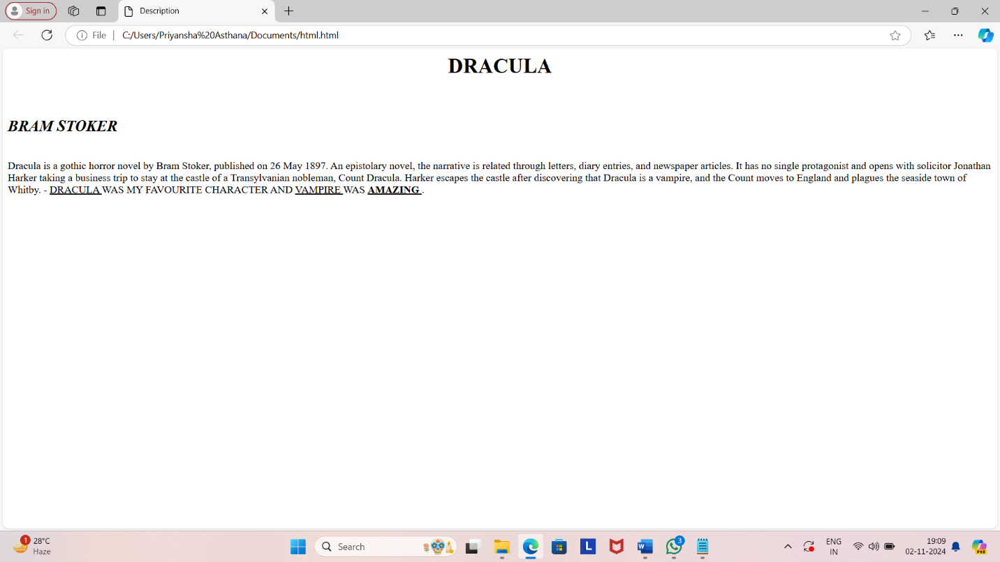 Sign in
Description
File
C:/Users/Priyansha%20Asthana/Documents/html.html
DRACULA
BRAM STOKER
Dracula is a gothic horror novel by Bram Stoker, published on 26 May 1897. An epistolary novel, the narrative is related through letters, diary entries, and newspaper articles. It has no single protagonist and opens with solicitor Jonathan
Harker taking a business trip to stay at the castle of a Transylvanian nobleman, Count Dracula. Harker escapes the castle after discovering that Dracula is a vampire, and the Count moves to England and plagues the seaside town of
Whitby. - DRACULA WAS MY FAVOURITE CHARACTER AND VAMPIRE WAS AMAZING .
1
28°C
Haze
Search
L
W
3
ENG
IN
19:09
02-11-2024
PRE